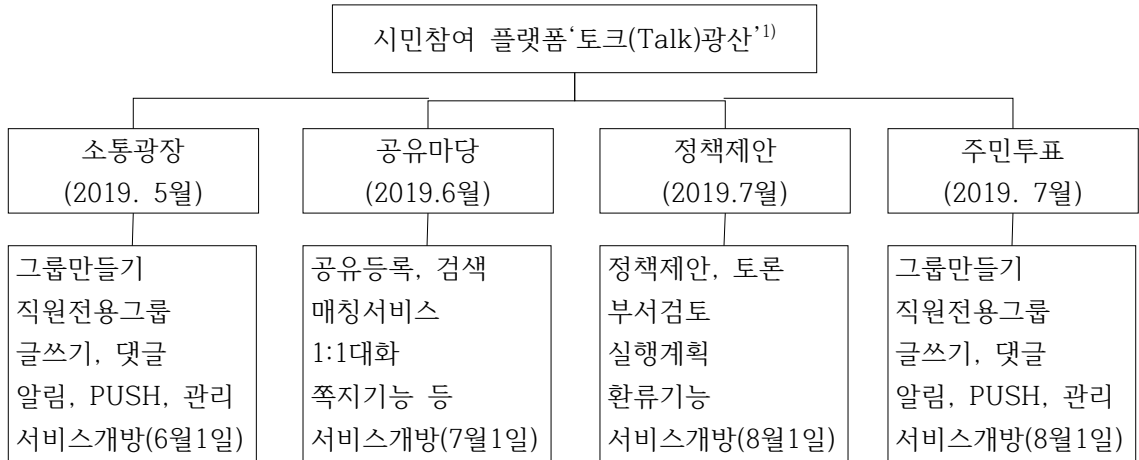 시민참여 플랫폼‘토크(Talk)광산’1)
소통광장
(2019. 5월)
그룹만들기
직원전용그룹
글쓰기, 댓글
알림, PUSH, 관리
서비스개방(6월1일)
공유마당
(2019.6월)
공유등록, 검색
매칭서비스
1:1대화
쪽지기능 등
서비스개방(7월1일)
정책제안
(2019.7월)
정책제안, 토론
부서검토
실행계획
환류기능
서비스개방(8월1일)
주민투표
(2019. 7월)
그룹만들기
직원전용그룹
글쓰기, 댓글
알림, PUSH, 관리
서비스개방(8월1일)